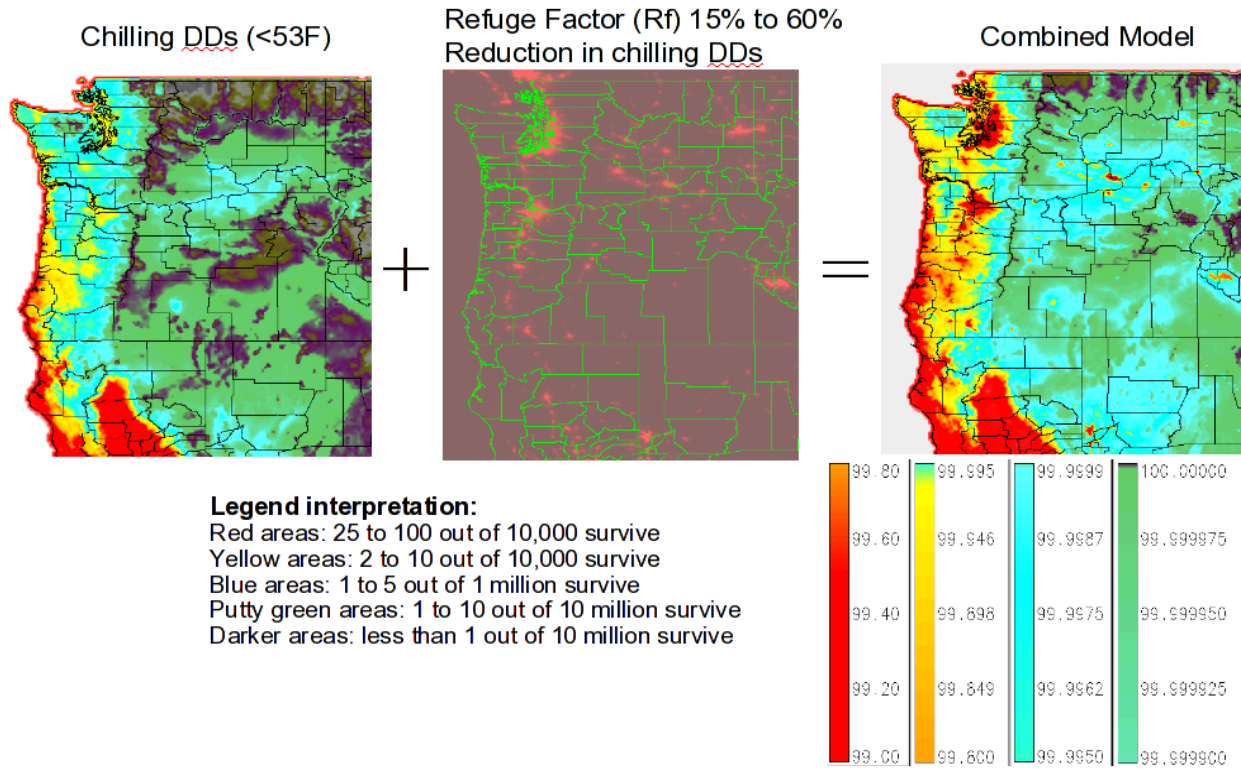 Chilling DDs (<53F)
Refuge Factor (Rf) 15% to 60%
Reduction in chilling DDs
Combined Model
+
=
Legend interpretation:
Red areas: 25 to 100 out of 10,000 survive
Yellow areas: 2 to 10 out of 10,000 survive
Blue areas: 1 to 5 out of 1 million survive
Putty green areas: 1 to 10 out of 10 million survive
Darker areas: less than 1 out of 10 million survive
99.80 99.995 99.9999 100.00000
99.60 99.946 99.9987 99.999975
99.40 99.898 99.9975 99.999950
99.20 99.849 99.9962 99.999925
99.00 99.800 99.9950 99.999900